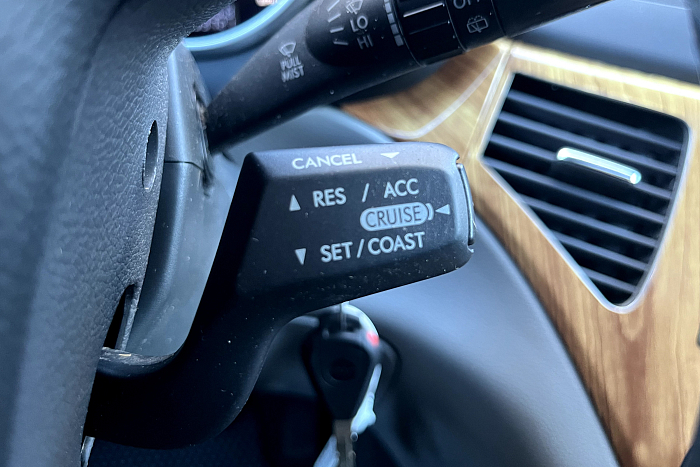 LO
HI
PULL
MIST
CANCEL
RES / ACC
CRUISE
SET / COAST